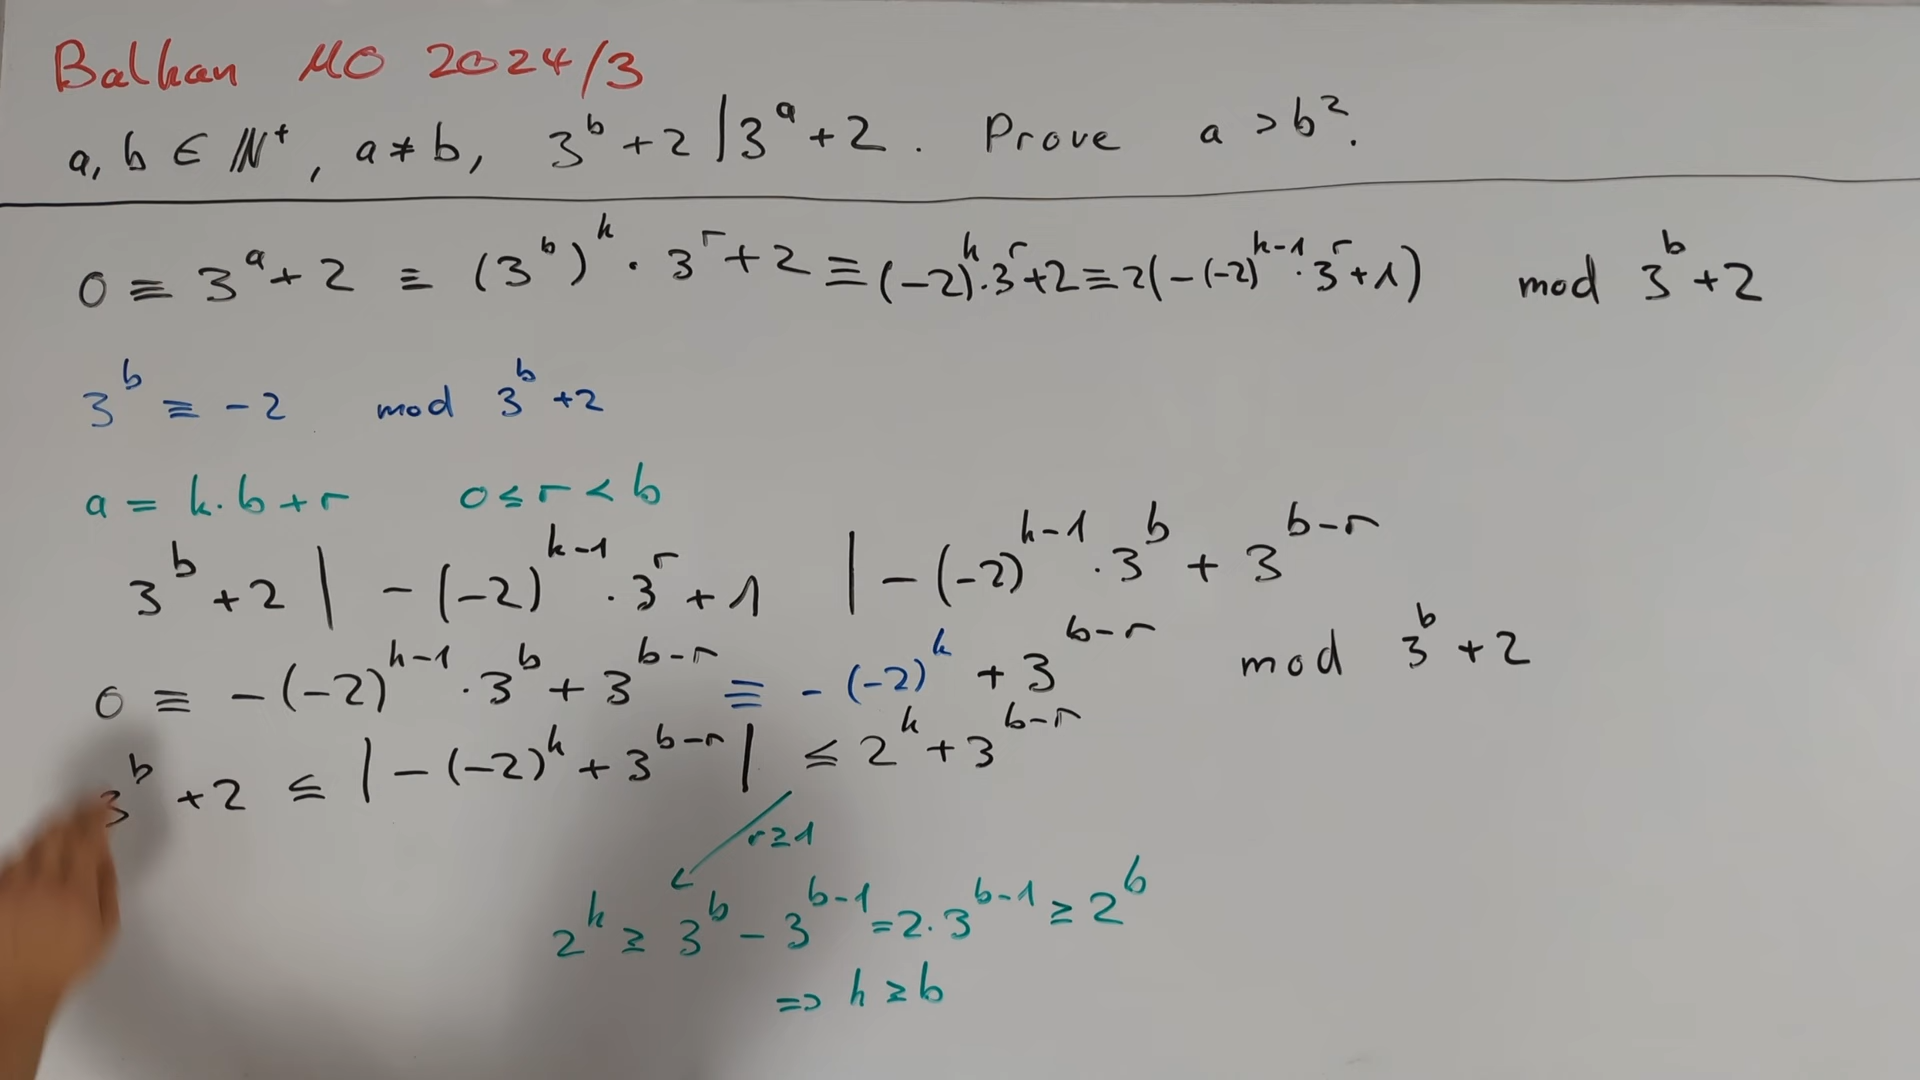 Balkan MO 2024/3
a, b ∈ ℕ⁺, a ≠ b, 3^b + 2 | 3^a + 2. Prove a > b².
0 ≡ 3^a + 2 ≡ (3^b)^k · 3^r + 2 ≡ (-2)^k · 3^r + 2 ≡ 2(-(-2)^{k-1} · 3^r + 1) mod 3^b + 2
3^b ≡ -2 mod 3^b + 2
a = k · b + r 0 ≤ r < b
3^b + 2 | -(-2)^{k-1} · 3^r + 1 | -(-2)^{k-1} · 3^b + 3^{b-r}
0 ≡ -(-2)^{k-1} · 3^b + 3^{b-r} ≡ -(-2)^k + 3^{b-r} mod 3^b + 2
3^b + 2 ≤ |-(-2)^k + 3^{b-r}| ≤ 2^k + 3^{b-r}
r ≥ 1
2^k ≥ 3^b - 3^{b-1} = 2 · 3^{b-1} ≥ 2^b
⇒ k ≥ b